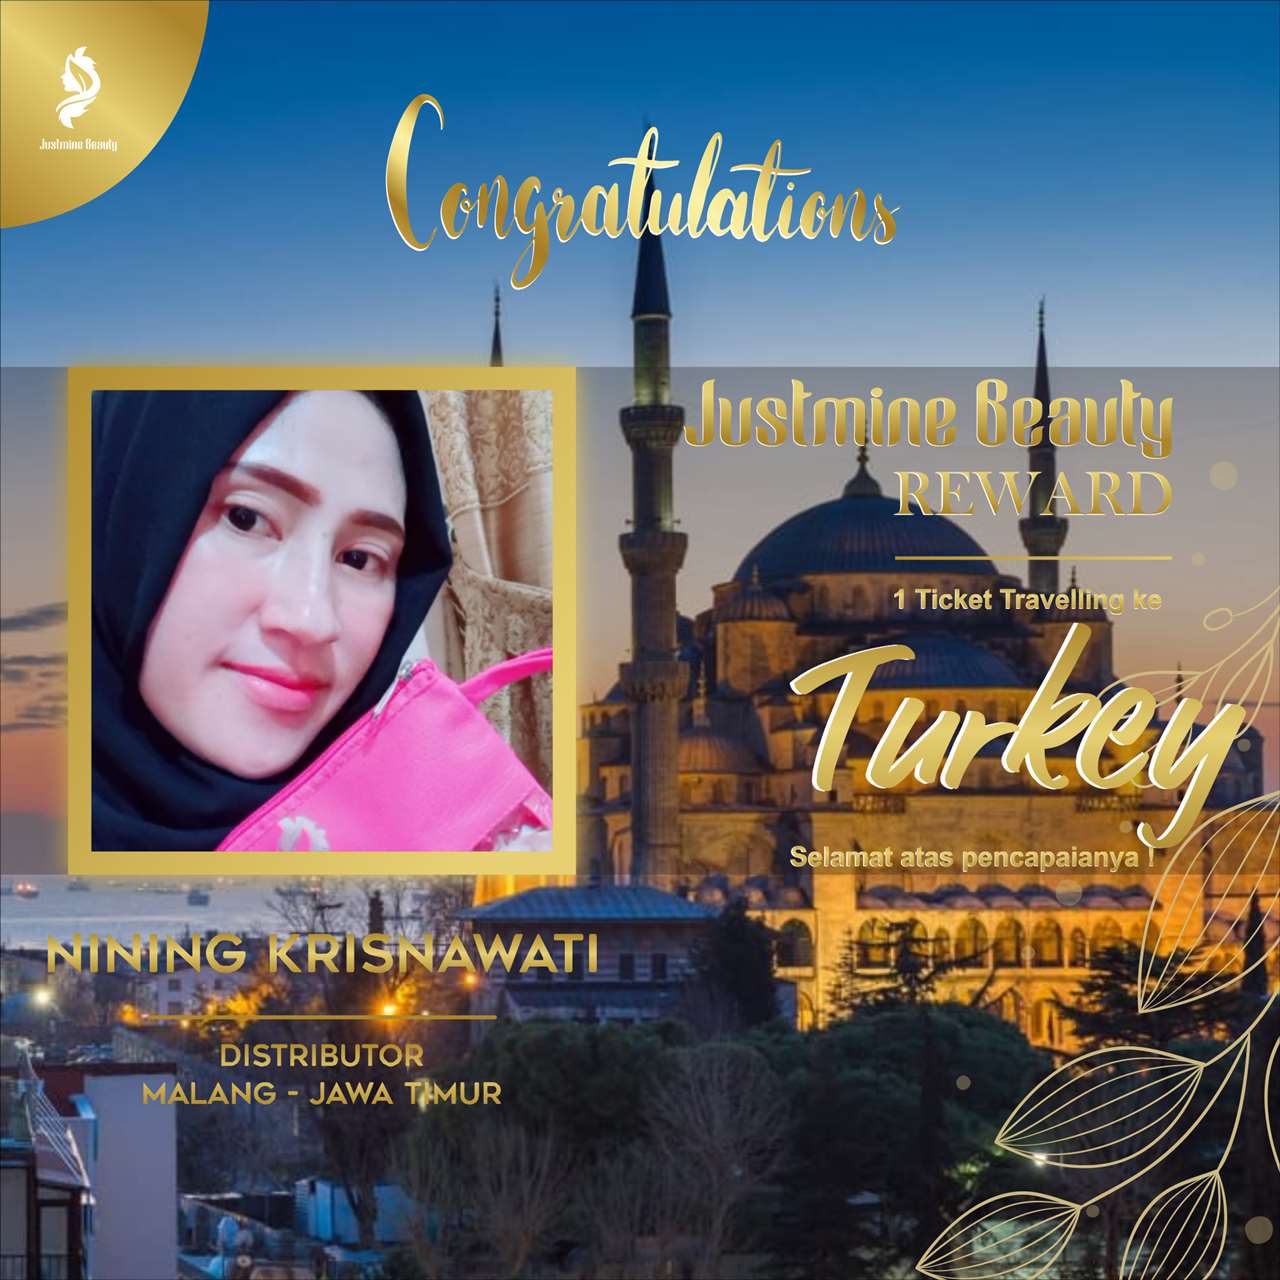 Justmine Beauty
Congratulations
Justmine Beauty
REWARD
1 Ticket Travelling ke
Turkey
Selamat atas pencapaianya !
NINING KRISNAWATI
DISTRIBUTOR
MALANG - JAWA TIMUR